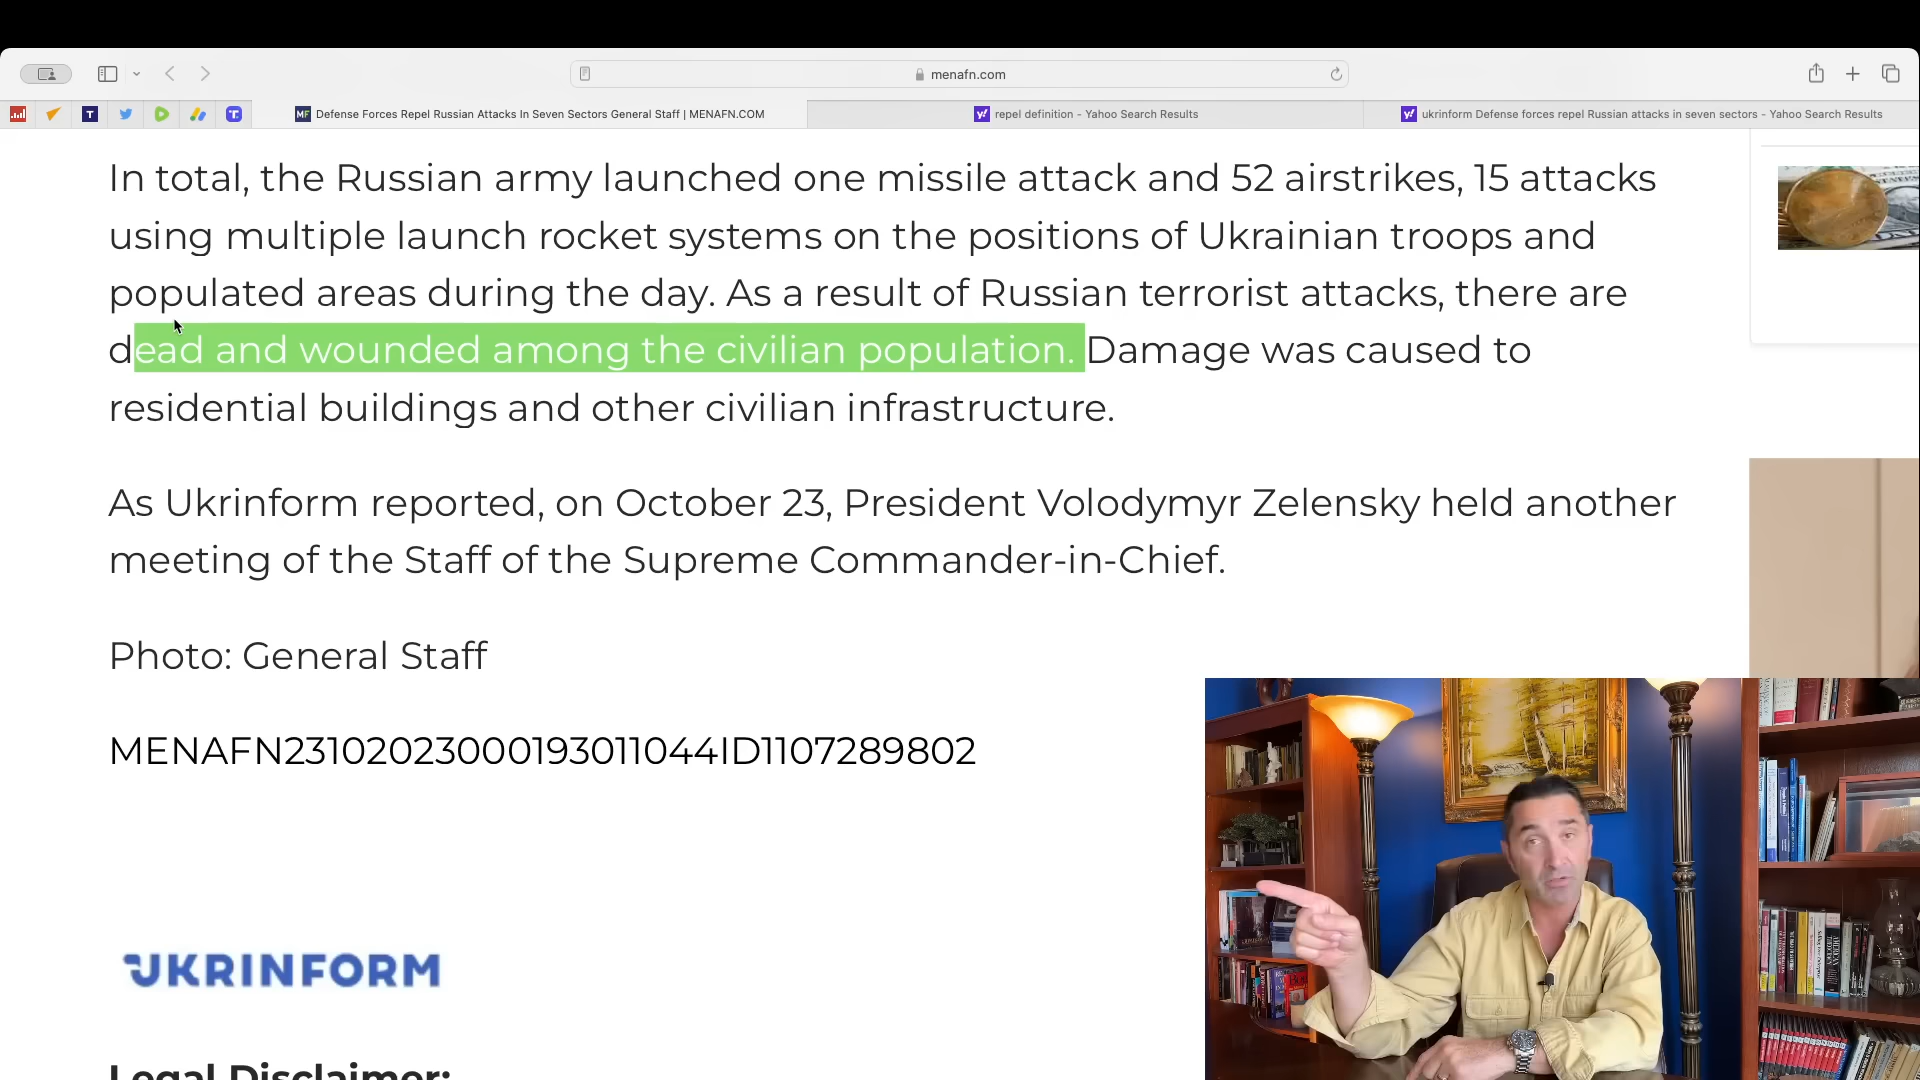 menafn.com
Defense Forces Repel Russian Attacks In Seven Sectors General Staff | MENAFN.COM
repel definition - Yahoo Search Results
ukrinform Defense forces repel Russian attacks in seven sectors - Yahoo Search Results
In total, the Russian army launched one missile attack and 52 airstrikes, 15 attacks
using multiple launch rocket systems on the positions of Ukrainian troops and
populated areas during the day. As a result of Russian terrorist attacks, there are
dead and wounded among the civilian population. Damage was caused to
residential buildings and other civilian infrastructure.
As Ukrinform reported, on October 23, President Volodymyr Zelensky held another
meeting of the Staff of the Supreme Commander-in-Chief.
Photo: General Staff
MENAFN23102023000193011044ID1107289802
UKRINFORM
Legal Disclaimer: